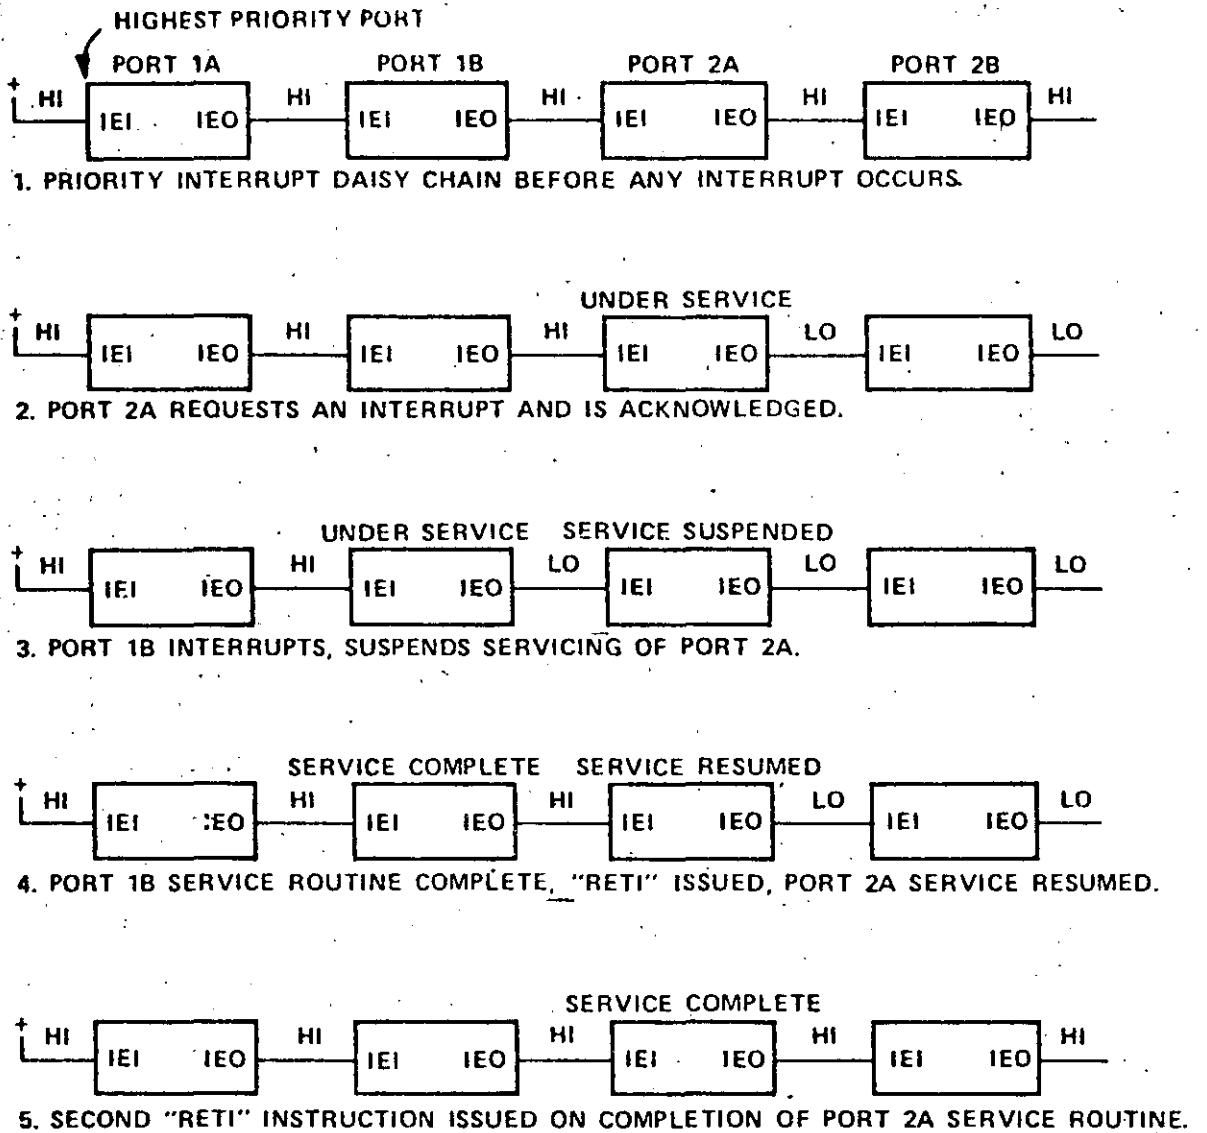 HIGHEST PRIORITY PORT
PORT 1A PORT 1B PORT 2A PORT 2B
+ HI HI HI HI HI
IEI IEO IEI IEO IEI IEO IEI IEO
1. PRIORITY INTERRUPT DAISY CHAIN BEFORE ANY INTERRUPT OCCURS.
UNDER SERVICE
+ HI HI HI LO LO
IEI IEO IEI IEO IEI IEO IEI IEO
2. PORT 2A REQUESTS AN INTERRUPT AND IS ACKNOWLEDGED.
UNDER SERVICE SERVICE SUSPENDED
+ HI HI LO LO LO
IEI IEO IEI IEO IEI IEO IEI IEO
3. PORT 1B INTERRUPTS, SUSPENDS SERVICING OF PORT 2A.
SERVICE COMPLETE SERVICE RESUMED
+ HI HI HI LO LO
IEI IEO IEI IEO IEI IEO IEI IEO
4. PORT 1B SERVICE ROUTINE COMPLETE, "RETI" ISSUED, PORT 2A SERVICE RESUMED.
SERVICE COMPLETE
+ HI HI HI HI HI
IEI IEO IEI IEO IEI IEO IEI IEO
5. SECOND "RETI" INSTRUCTION ISSUED ON COMPLETION OF PORT 2A SERVICE ROUTINE.